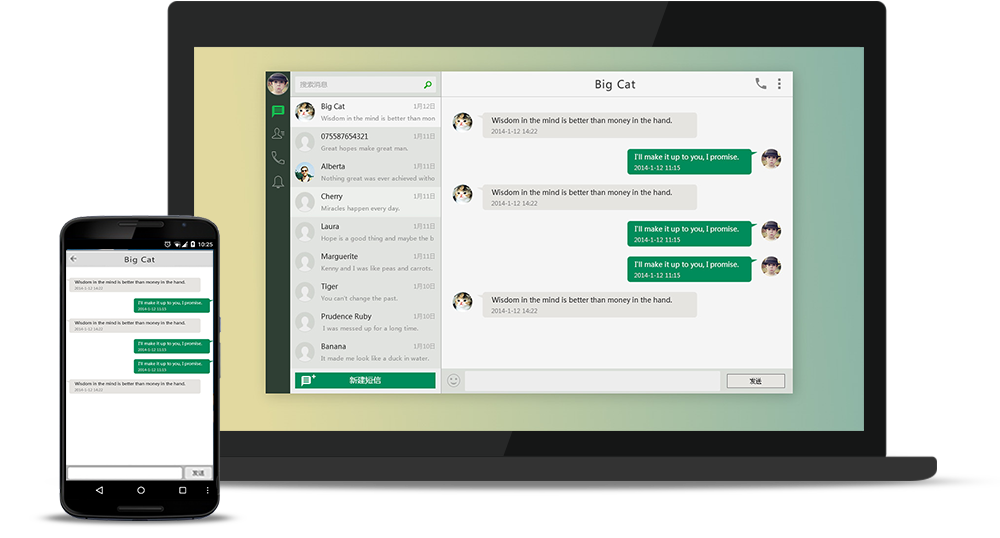 搜索消息
Big Cat
1月12日
Wisdom in the mind is better than mon
075587654321
1月11日
Great hopes make great man.
Alberta
1月11日
Nothing great was ever achieved witho
Cherry
1月11日
Miracles happen every day.
Laura
1月11日
Hope is a good thing and maybe the b
Marguerite
1月11日
Kenny and I was like peas and carrots.
Tiger
1月10日
You can't change the past.
Prudence Ruby
1月10日
I was messed up for a long time.
Banana
1月10日
It made me look like a duck in water.
新建短信
Big Cat
Wisdom in the mind is better than money in the hand.
2014-1-12 14:22
I'll make it up to you, I promise.
2014-1-12 11:15
Wisdom in the mind is better than money in the hand.
2014-1-12 14:22
I'll make it up to you, I promise.
2014-1-12 11:15
I'll make it up to you, I promise.
2014-1-12 11:15
Wisdom in the mind is better than money in the hand.
2014-1-12 14:22
发送
10:25
Big Cat
Wisdom in the mind is better than money in the hand.
2014-1-12 14:22
I'll make it up to you, I promise.
2014-1-12 11:15
Wisdom in the mind is better than money in the hand.
2014-1-12 14:22
I'll make it up to you, I promise.
2014-1-12 11:15
I'll make it up to you, I promise.
2014-1-12 11:15
Wisdom in the mind is better than money in the hand.
2014-1-12 14:22
发送